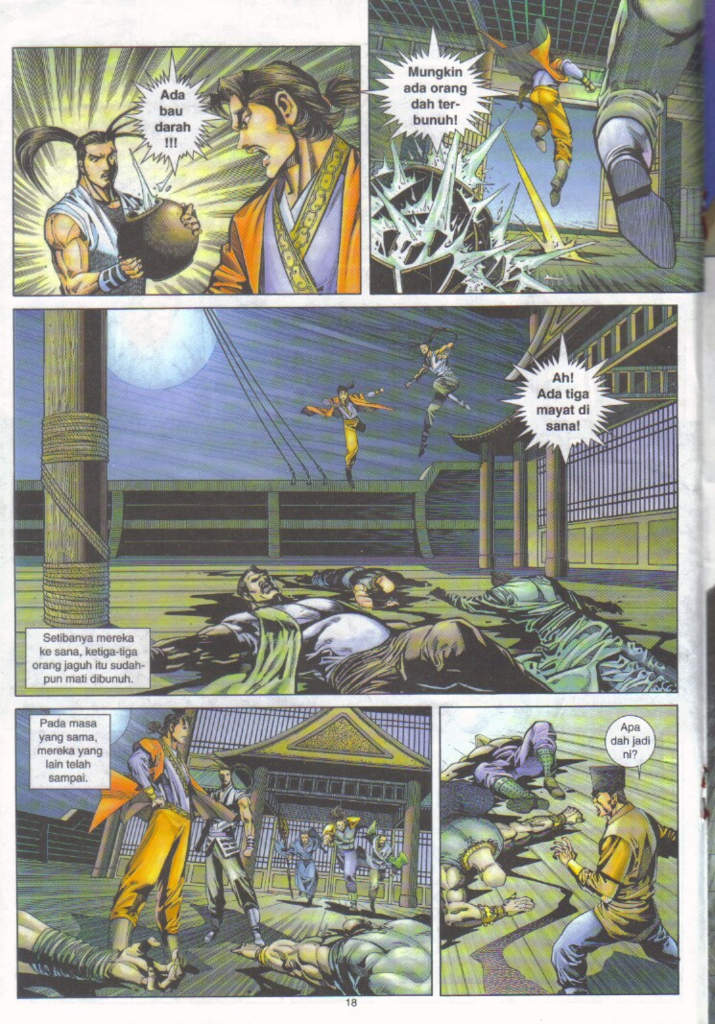 Ada
bau
darah
!!!
Mungkin
ada orang
dah ter-
bunuh!
Ah!
Ada tiga
mayat di
sana!
Setibanya mereka
ke sana, ketiga-tiga
orang jaguh itu sudah-
pun mati dibunuh.
Pada masa
yang sama,
mereka yang
lain telah
sampai.
Apa
dah jadi
ni?
18